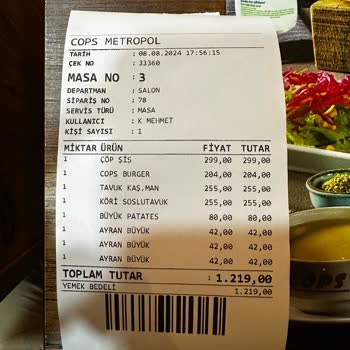 COPS METROPOL
TARİH : 08.08.2024 17:56:15
ÇEK NO : 33360
MASA NO : 3
DEPARTMAN : SALON
SİPARİŞ NO : 78
SERVİS TÜRÜ : MASA
KULLANICI : K MEHMET
KİŞİ SAYISI : 1
MİKTAR ÜRÜN FİYAT TUTAR
1 ÇÖP ŞİŞ 299,00 299,00
1 COPS BURGER 204,00 204,00
1 TAVUK KAŞ.MAN 255,00 255,00
1 KÖRİ SOSLUTAVUK 255,00 255,00
1 BÜYÜK PATATES 80,00 80,00
1 AYRAN BÜYÜK 42,00 42,00
1 AYRAN BÜYÜK 42,00 42,00
1 AYRAN BÜYÜK 42,00 42,00
TOPLAM TUTAR : 1.219,00
YEMEK BEDELİ 1.219,00
COPS